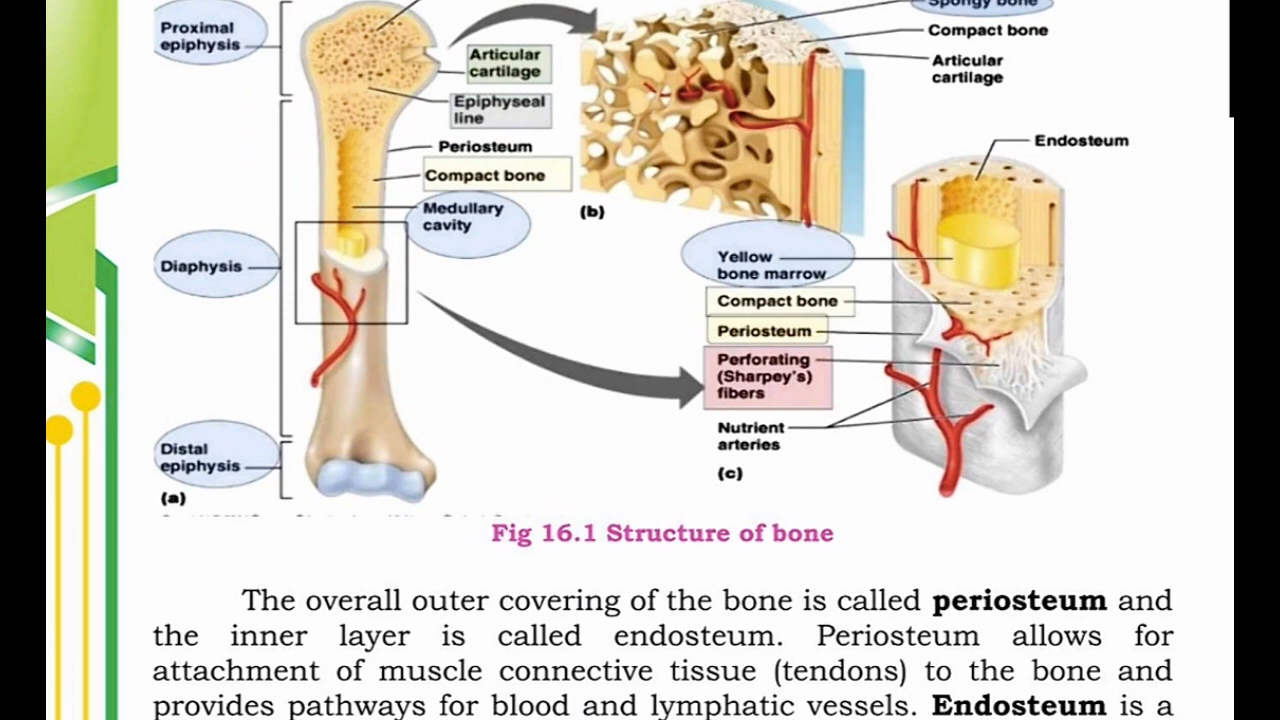 Proximal
epiphysis
Articular
cartilage
Epiphyseal
line
Periosteum
Compact bone
Medullary
cavity
Diaphysis
Distal
epiphysis
(a)
Spongy bone
Compact bone
Articular
cartilage
(b)
Endosteum
Yellow
bone marrow
Compact bone
Periosteum
Perforating
(Sharpey's)
fibers
Nutrient
arteries
(c)
Fig 16.1 Structure of bone
The overall outer covering of the bone is called periosteum and
the inner layer is called endosteum. Periosteum allows for
attachment of muscle connective tissue (tendons) to the bone and
provides pathways for blood and lymphatic vessels. Endosteum is a